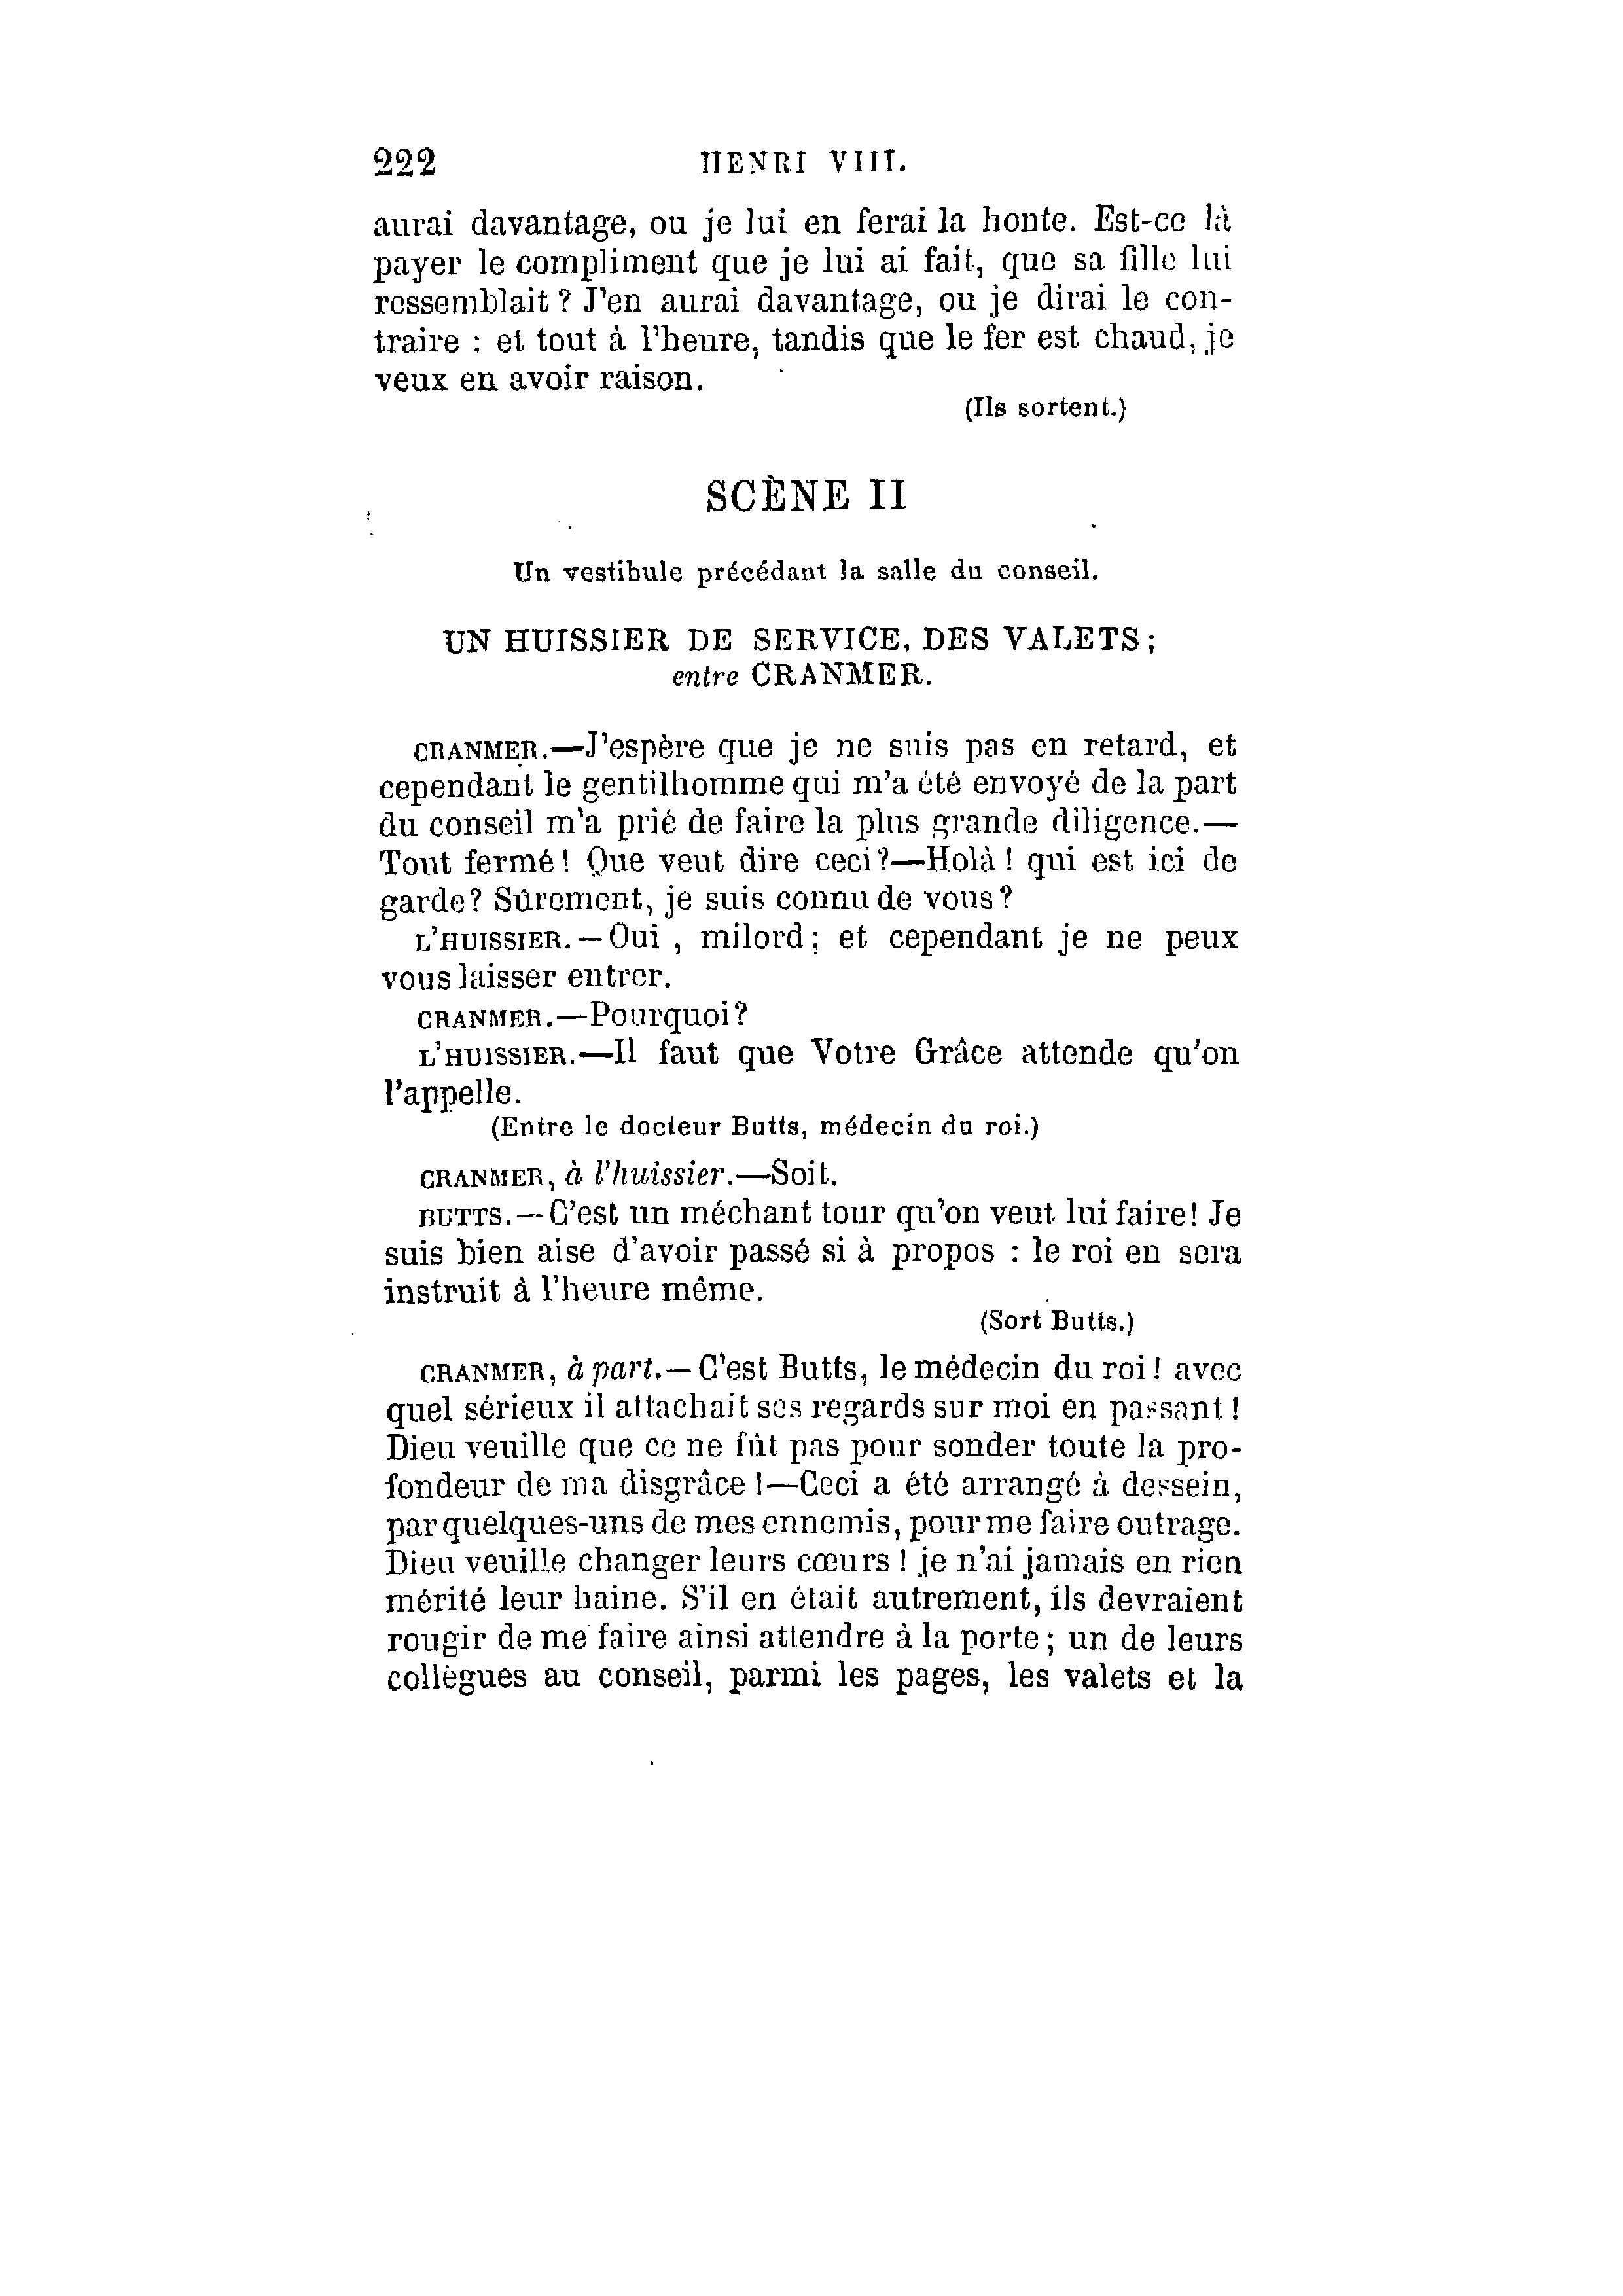 222 HENRI VIII.
aurai davantage, ou je lui en ferai la honte. Est-ce là
payer le compliment que je lui ai fait, que sa fille lui
ressemblait ? J'en aurai davantage, ou je dirai le con-
traire : et tout à l'heure, tandis que le fer est chaud, je
veux en avoir raison.
(Ils sortent.)
SCÈNE II
Un vestibule précédant la salle du conseil.
UN HUISSIER DE SERVICE, DES VALETS ;
entre CRANMER.
CRANMER.—J'espère que je ne suis pas en retard, et
cependant le gentilhomme qui m'a été envoyé de la part
du conseil m'a prié de faire la plus grande diligence.—
Tout fermé ! Que veut dire ceci ?—Holà ! qui est ici de
garde? Sûrement, je suis connu de vous?
L'HUISSIER.—Oui , milord ; et cependant je ne peux
vous laisser entrer.
CRANMER.—Pourquoi?
L'HUISSIER.—Il faut que Votre Grâce attende qu'on
l'appelle.
(Entre le docteur Butts, médecin du roi.)
CRANMER, à l'huissier.—Soit.
BUTTS.—C'est un méchant tour qu'on veut lui faire! Je
suis bien aise d'avoir passé si à propos : le roi en sera
instruit à l'heure même.
(Sort Butts.)
CRANMER, à part.—C'est Butts, le médecin du roi ! avec
quel sérieux il attachait ses regards sur moi en passant !
Dieu veuille que ce ne fût pas pour sonder toute la pro-
fondeur de ma disgrâce !—Ceci a été arrangé à dessein,
par quelques-uns de mes ennemis, pour me faire outrage.
Dieu veuille changer leurs cœurs ! je n'ai jamais en rien
mérité leur haine. S'il en était autrement, ils devraient
rougir de me faire ainsi attendre à la porte ; un de leurs
collègues au conseil, parmi les pages, les valets et la